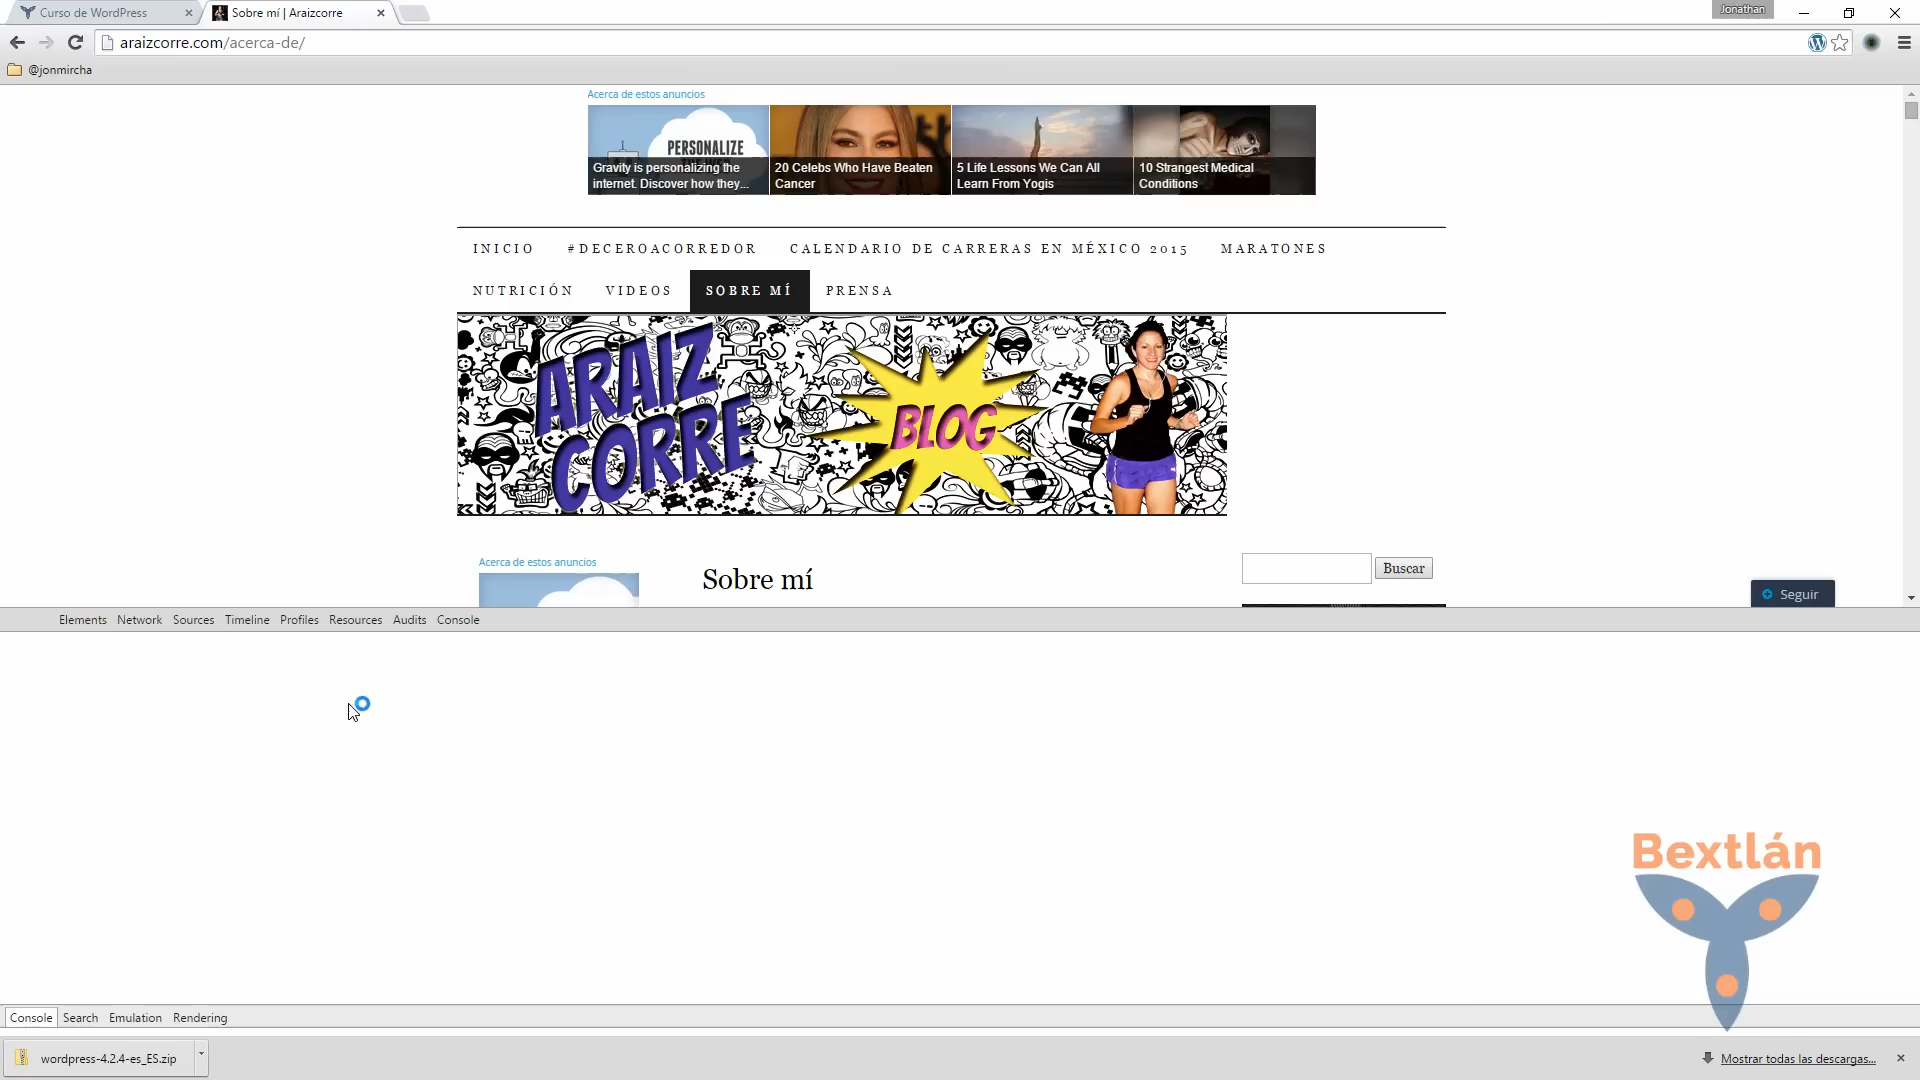 Curso de WordPress
Sobre mí | Araizcorre
Jonathan
araizcorre.com/acerca-de/
@jonmircha
Acerca de estos anuncios
PERSONALIZE
Gravity is personalizing the
internet. Discover how they...
20 Celebs Who Have Beaten
Cancer
5 Life Lessons We Can All
Learn From Yogis
10 Strangest Medical
Conditions
INICIO #DECEROACORREDOR CALENDARIO DE CARRERAS EN MÉXICO 2015 MARATONES
NUTRICIÓN VIDEOS SOBRE MÍ PRENSA
ARAIZ
CORRE
BLOG
Acerca de estos anuncios
Sobre mí
Buscar
Seguir
Elements Network Sources Timeline Profiles Resources Audits Console
Bextlán
Console Search Emulation Rendering
wordpress-4.2.4-es_ES.zip
Mostrar todas las descargas...